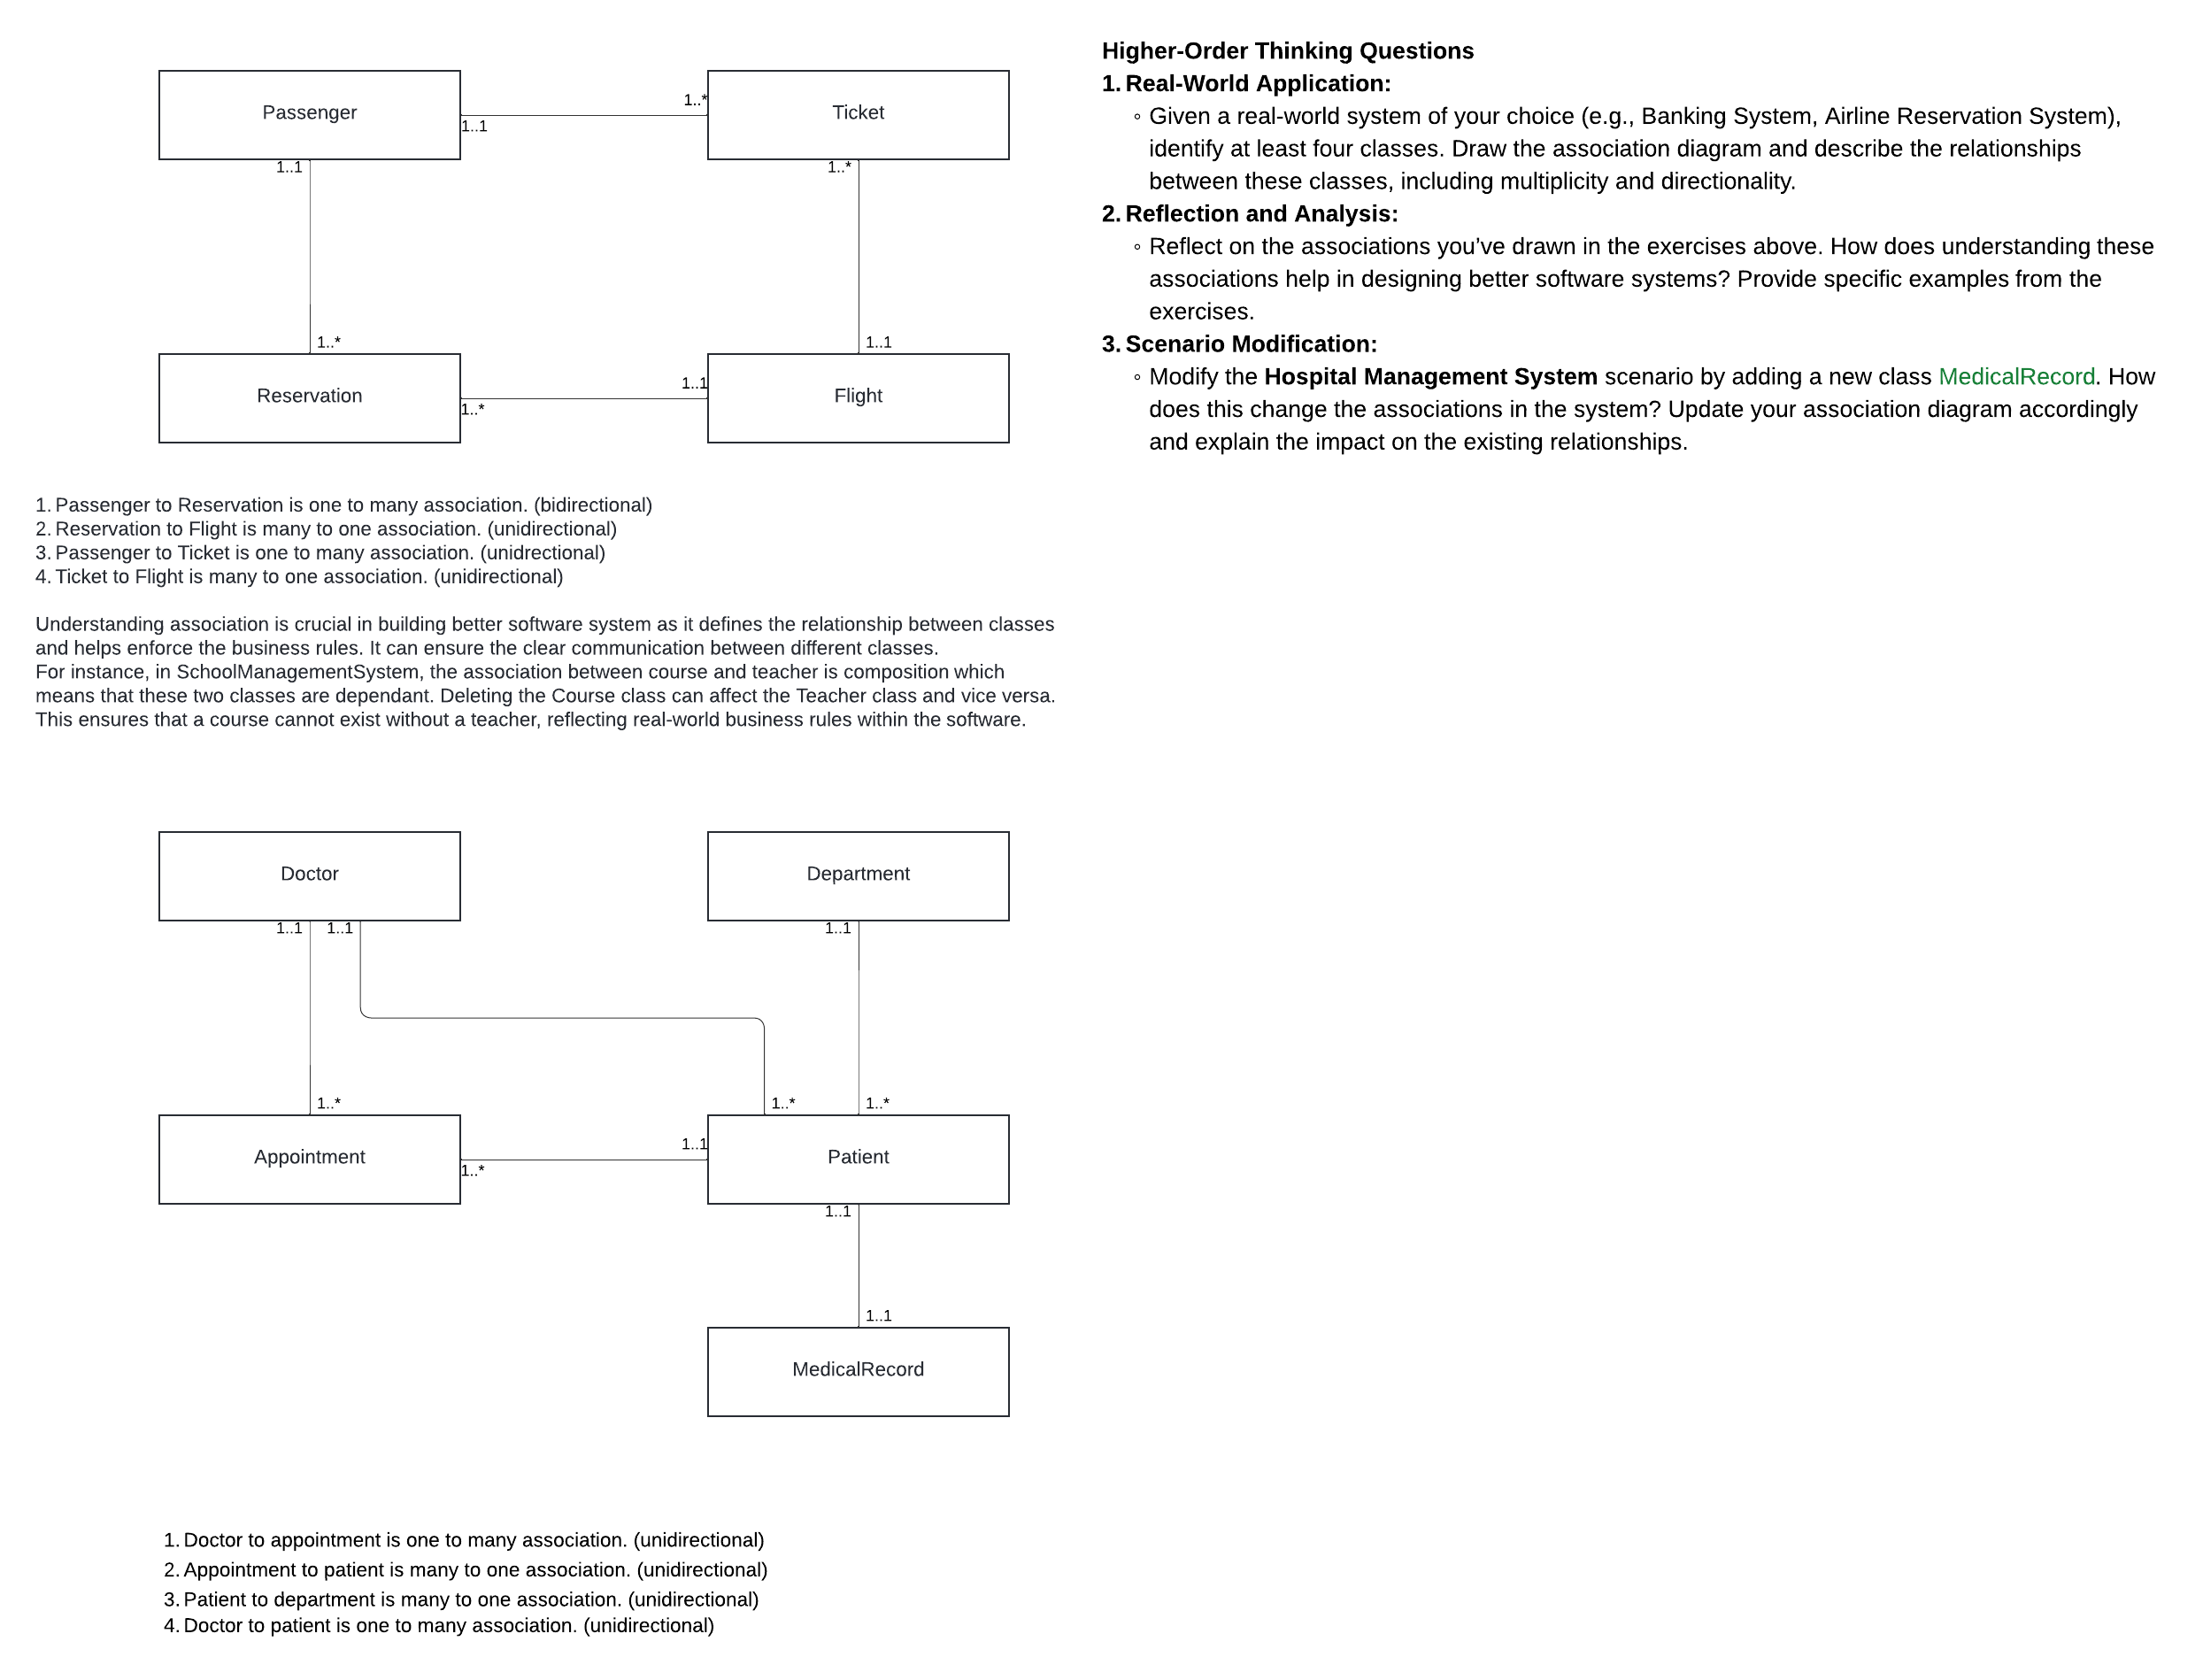 Passenger
1..1
1..*
Ticket
1..1
1..*
1..*
1..1
Reservation
1..*
1..1
Flight
1. Passenger to Reservation is one to many association. (bidirectional)
2. Reservation to Flight is many to one association. (unidirectional)
3. Passenger to Ticket is one to many association. (unidrectional)
4. Ticket to Flight is many to one association. (unidirectional)
Understanding association is crucial in building better software system as it defines the relationship between classes
and helps enforce the business rules. It can ensure the clear communication between different classes.
For instance, in SchoolManagementSystem, the association between course and teacher is composition which
means that these two classes are dependant. Deleting the Course class can affect the Teacher class and vice versa.
This ensures that a course cannot exist without a teacher, reflecting real-world business rules within the software.
Doctor
Department
1..1
1..1
1..1
1..*
1..*
1..*
Appointment
1..*
1..1
Patient
1..1
1..1
MedicalRecord
1. Doctor to appointment is one to many association. (unidirectional)
2. Appointment to patient is many to one association. (unidirectional)
3. Patient to department is many to one association. (unidirectional)
4. Doctor to patient is one to many association. (unidirectional)
Higher-Order Thinking Questions
1. Real-World Application:
◦ Given a real-world system of your choice (e.g., Banking System, Airline Reservation System),
identify at least four classes. Draw the association diagram and describe the relationships
between these classes, including multiplicity and directionality.
2. Reflection and Analysis:
◦ Reflect on the associations you’ve drawn in the exercises above. How does understanding these
associations help in designing better software systems? Provide specific examples from the
exercises.
3. Scenario Modification:
◦ Modify the Hospital Management System scenario by adding a new class MedicalRecord. How
does this change the associations in the system? Update your association diagram accordingly
and explain the impact on the existing relationships.